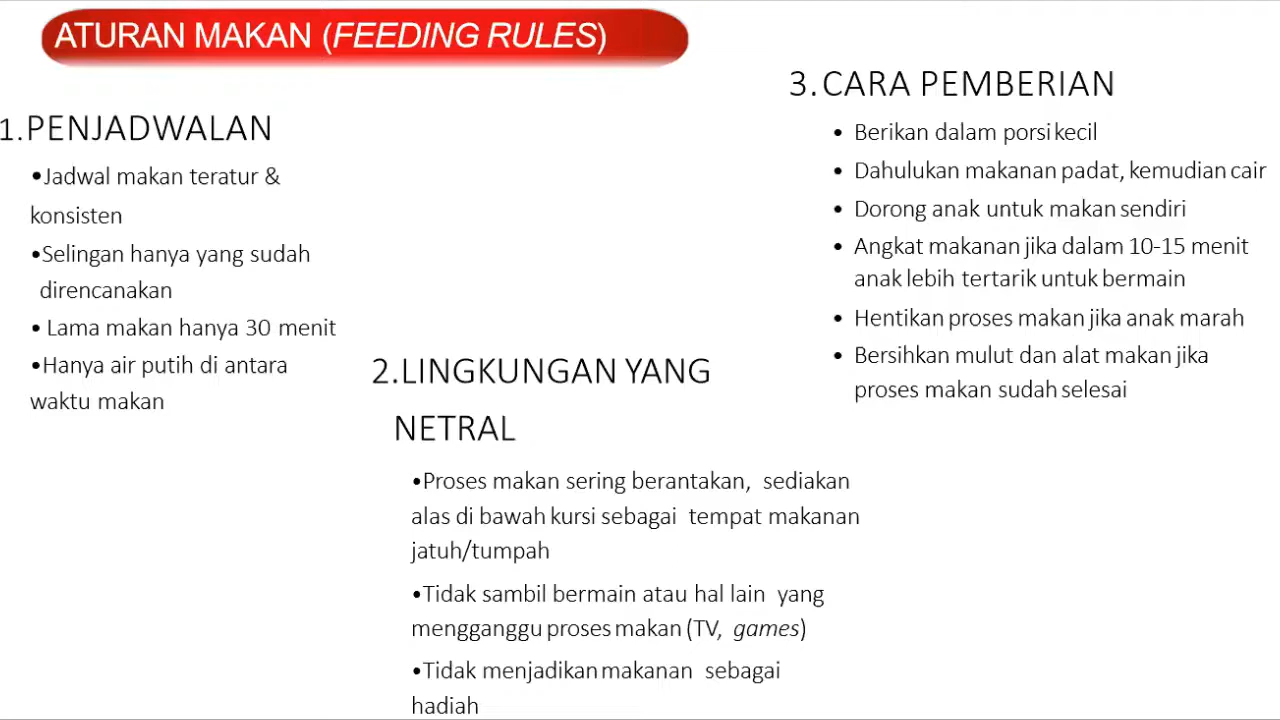 ATURAN MAKAN (FEEDING RULES)
1.PENJADWALAN
•Jadwal makan teratur &
konsisten
•Selingan hanya yang sudah
direncanakan
• Lama makan hanya 30 menit
•Hanya air putih di antara
waktu makan
2.LINGKUNGAN YANG
NETRAL
•Proses makan sering berantakan, sediakan
alas di bawah kursi sebagai tempat makanan
jatuh/tumpah
•Tidak sambil bermain atau hal lain yang
mengganggu proses makan (TV, games)
•Tidak menjadikan makanan sebagai
hadiah
3.CARA PEMBERIAN
• Berikan dalam porsi kecil
• Dahulukan makanan padat, kemudian cair
• Dorong anak untuk makan sendiri
• Angkat makanan jika dalam 10-15 menit
anak lebih tertarik untuk bermain
• Hentikan proses makan jika anak marah
• Bersihkan mulut dan alat makan jika
proses makan sudah selesai